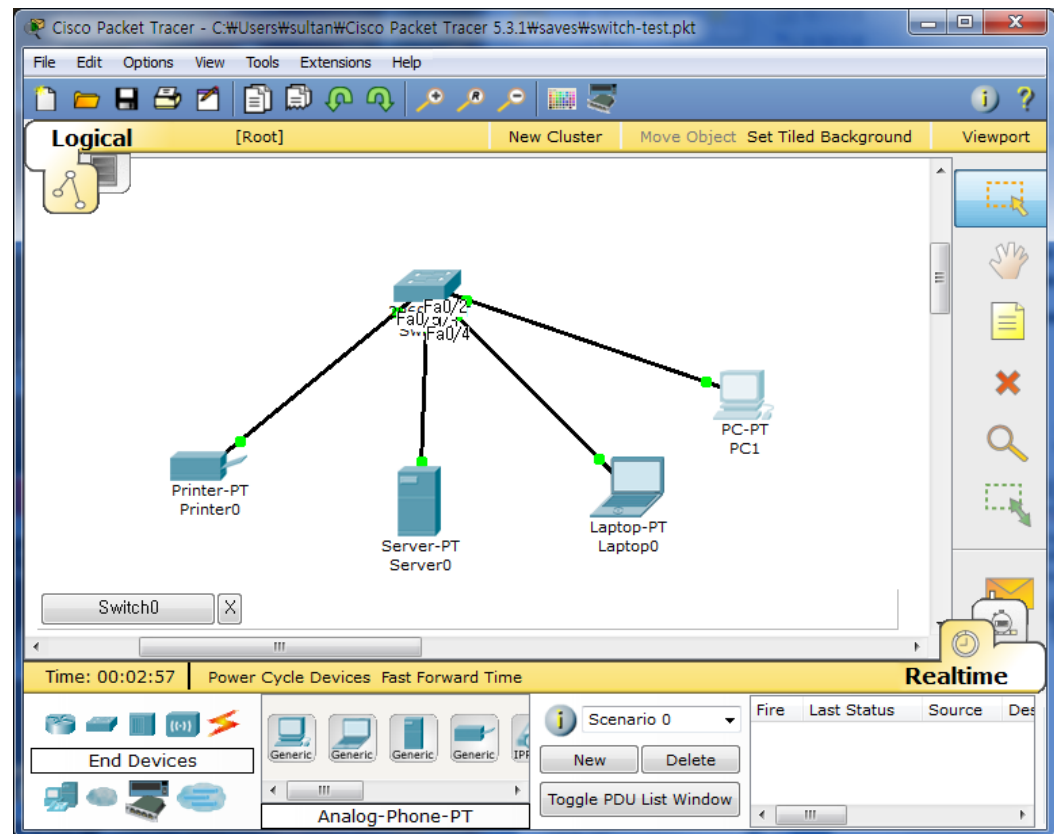 Cisco Packet Tracer - C:₩Users₩sultan₩Cisco Packet Tracer 5.3.1₩saves₩switch-test.pkt
File Edit Options View Tools Extensions Help
Logical [Root] New Cluster Move Object Set Tiled Background Viewport
Fa0/2
Fa0/4
PC-PT
PC1
Printer-PT
Printer0
Laptop-PT
Laptop0
Server-PT
Server0
Switch0 X
Time: 00:02:57 Power Cycle Devices Fast Forward Time Realtime
Fire Last Status Source Des
Scenario 0
Generic Generic Generic Generic
End Devices
New Delete
Toggle PDU List Window
Analog-Phone-PT